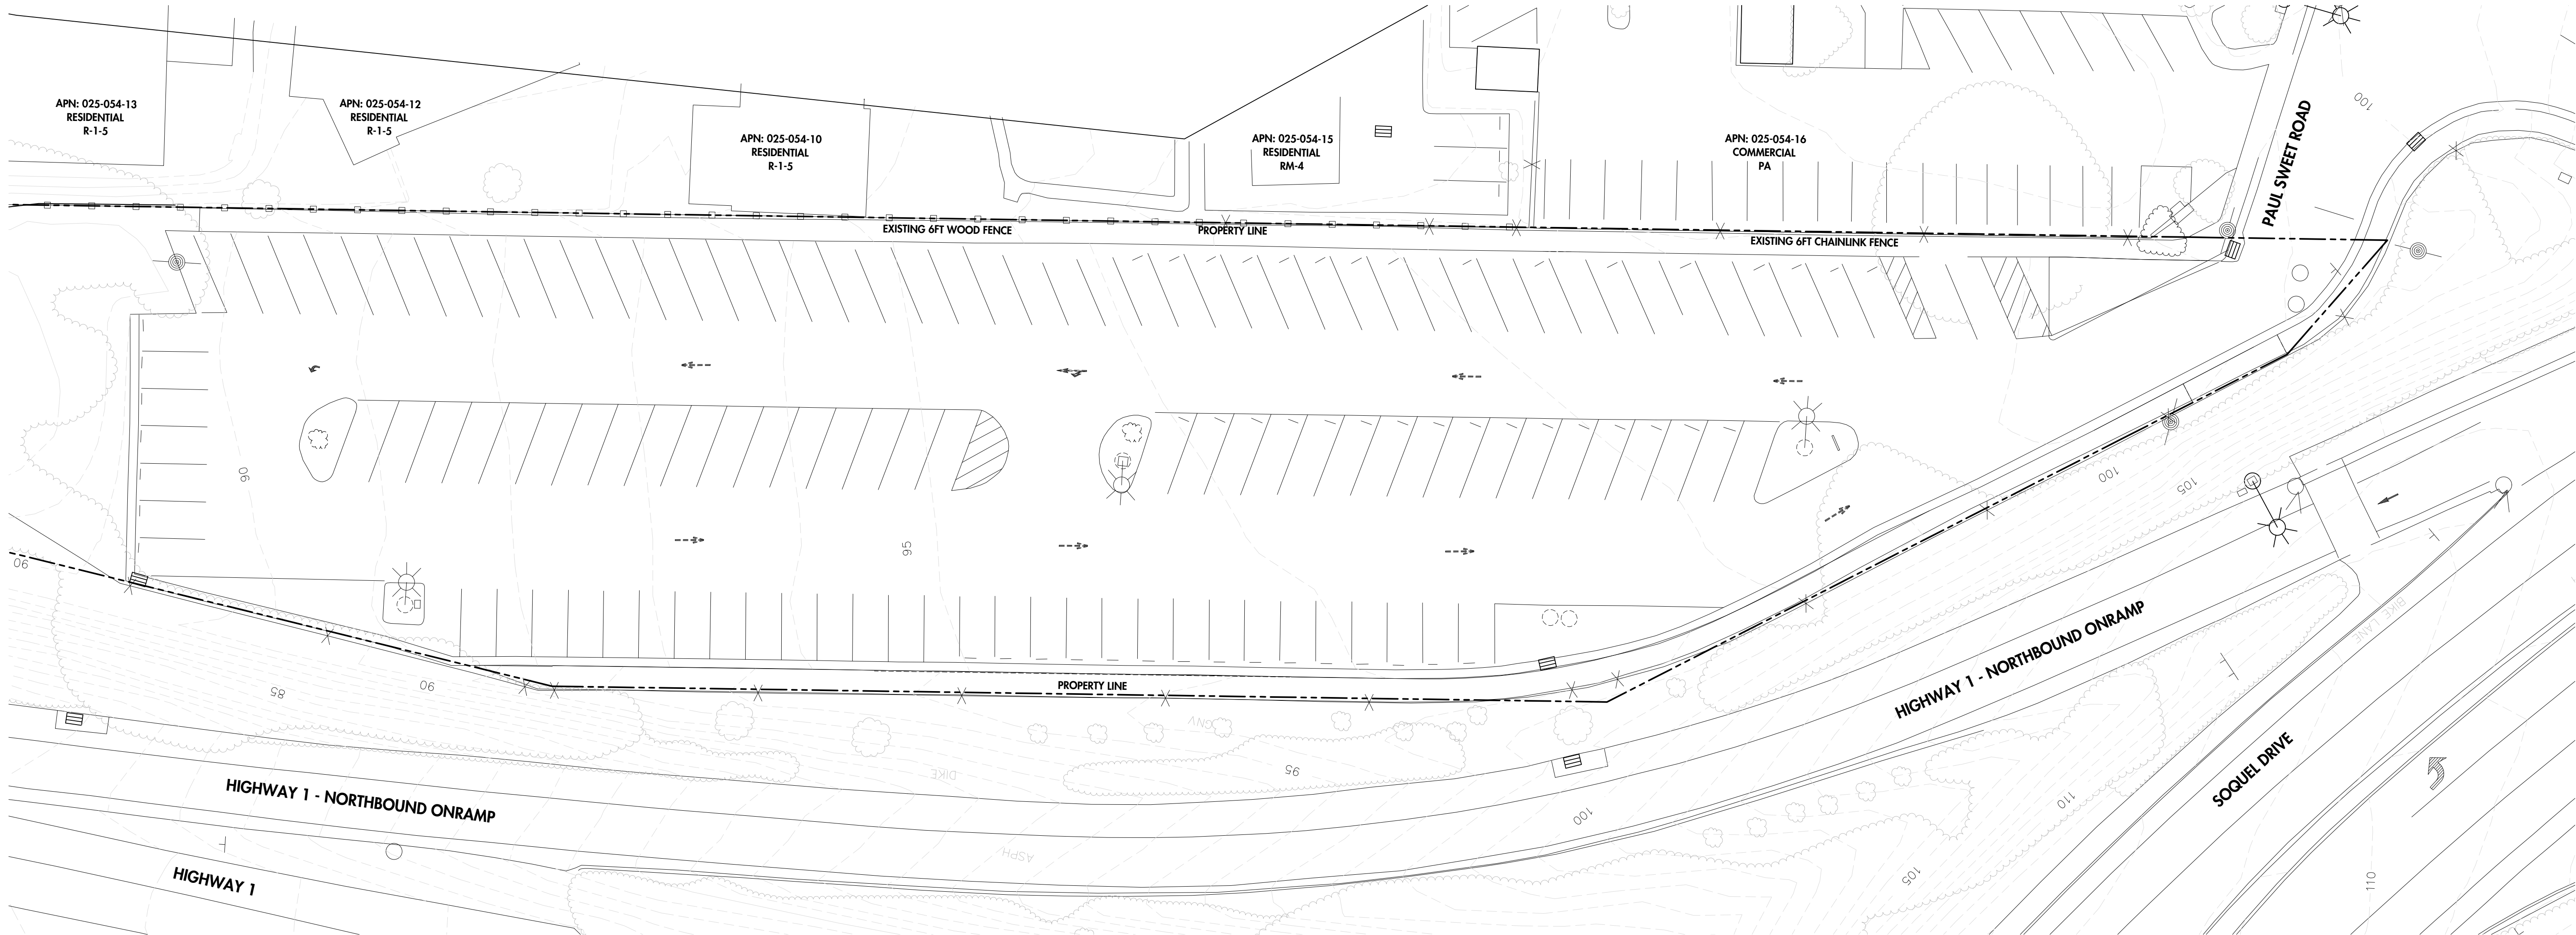 APN: 025-054-13
RESIDENTIAL
R-1-5
APN: 025-054-12
RESIDENTIAL
R-1-5
APN: 025-054-10
RESIDENTIAL
R-1-5
APN: 025-054-15
RESIDENTIAL
RM-4
APN: 025-054-16
COMMERCIAL
PA
100
PAUL SWEET ROAD
EXISTING 6FT WOOD FENCE
PROPERTY LINE
EXISTING 6FT CHAINLINK FENCE
90
95
100
105
90
85
90
PROPERTY LINE
UNG
DIKE
95
100
ASPH
HIGHWAY 1 - NORTHBOUND ONRAMP
HIGHWAY 1
HIGHWAY 1 - NORTHBOUND ONRAMP
BIKE
LANE
SOQUEL DRIVE
110
105
110